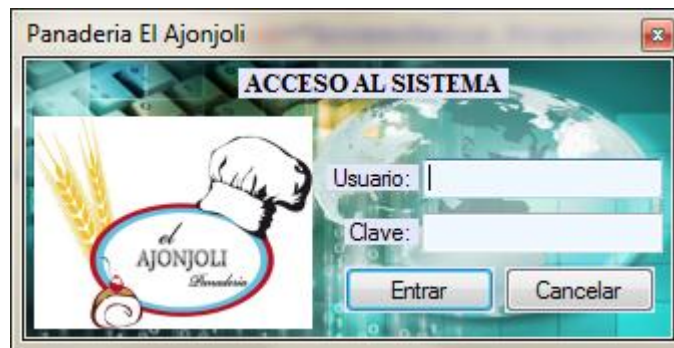 Panaderia El Ajonjoli
ACCESO AL SISTEMA
Usuario:
Clave:
Entrar
Cancelar
el
AJONJOLI
Panaderia